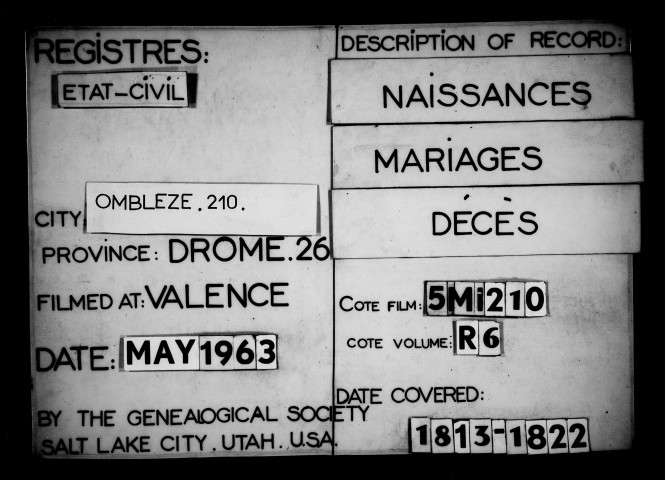 REGiSTRES:
ETAT-CiViL
CITY OMBLEZE.210.
PROViNCE: DROME.26
FiLMED AT: VALENCE
DATE: MAY 1963
BY THE GENEALOGICAL SOCiETY
SALT LAKE CITY. UTAH. U.S.A.
DESCRiPTiON OF RECORD:
NAiSSANCES
MARiAGES
DÉCÈS
COTE FILM: 5Mi210
COTE VOLUME: R6
DATE COVERED:
1813-1822